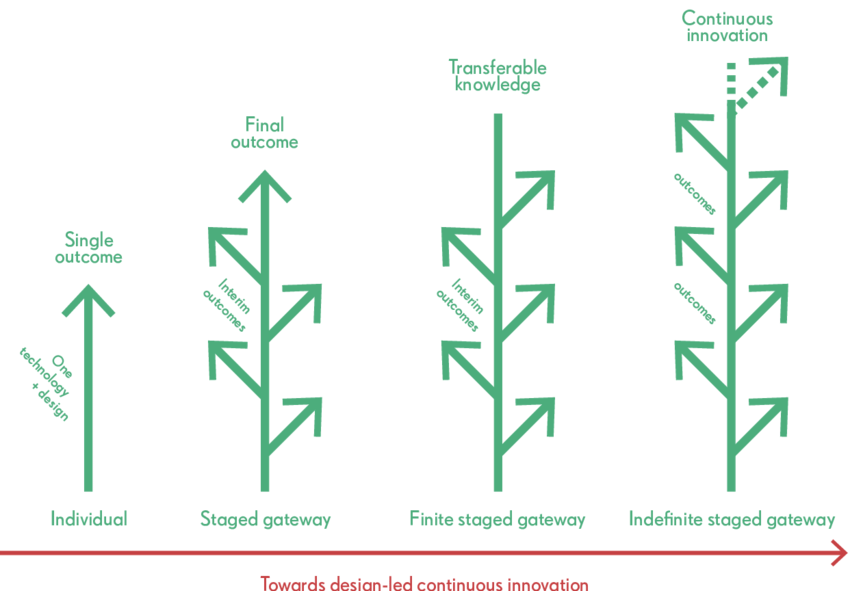 Continuous
innovation
Transferable
knowledge
Final
outcome
Single
outcome
One
technology
+ design
Interim
outcomes
Interim
outcomes
outcomes
outcomes
Individual
Staged gateway
Finite staged gateway
Indefinite staged gateway
Towards design-led continuous innovation